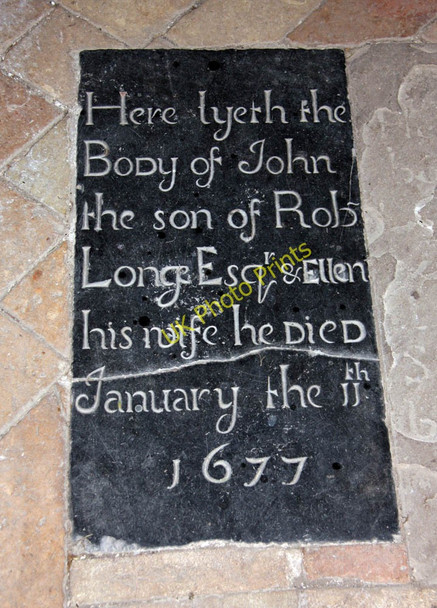 Here lyeth the
Body of John
the son of Robt
Longe Esqr & Ellen
his wife he died
January the 11th
1677
UK Photo Prints